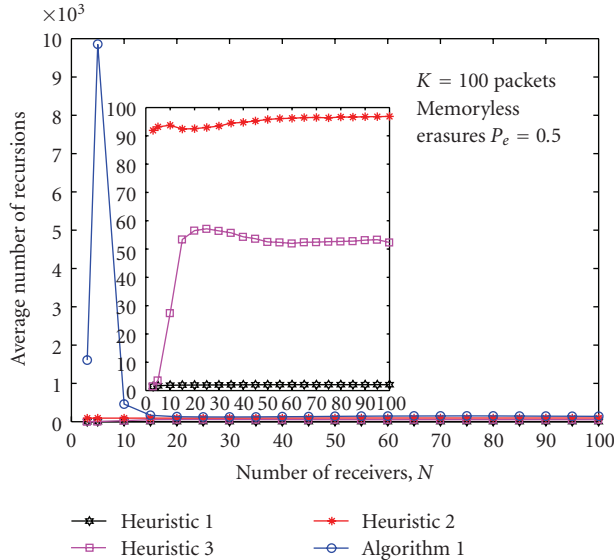 ×10³
10
9
8
7
6
5
4
3
2
1
0
Average number of recursions
0 10 20 30 40 50 60 70 80 90 100
Number of receivers, N
K = 100 packets
Memoryless
erasures Pₑ = 0.5
100
90
80
70
60
50
40
30
20
10
0
0 10 20 30 40 50 60 70 80 90 100
Heuristic 1
Heuristic 2
Heuristic 3
Algorithm 1